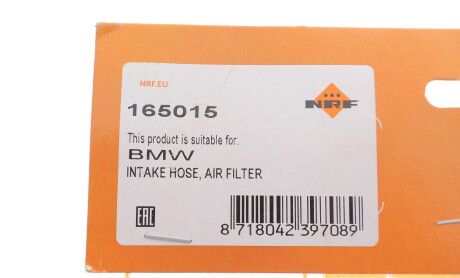 NRF.EU
165015
NRF
This product is suitable for:
BMW
INTAKE HOSE, AIR FILTER
EAC
8 718042 397089